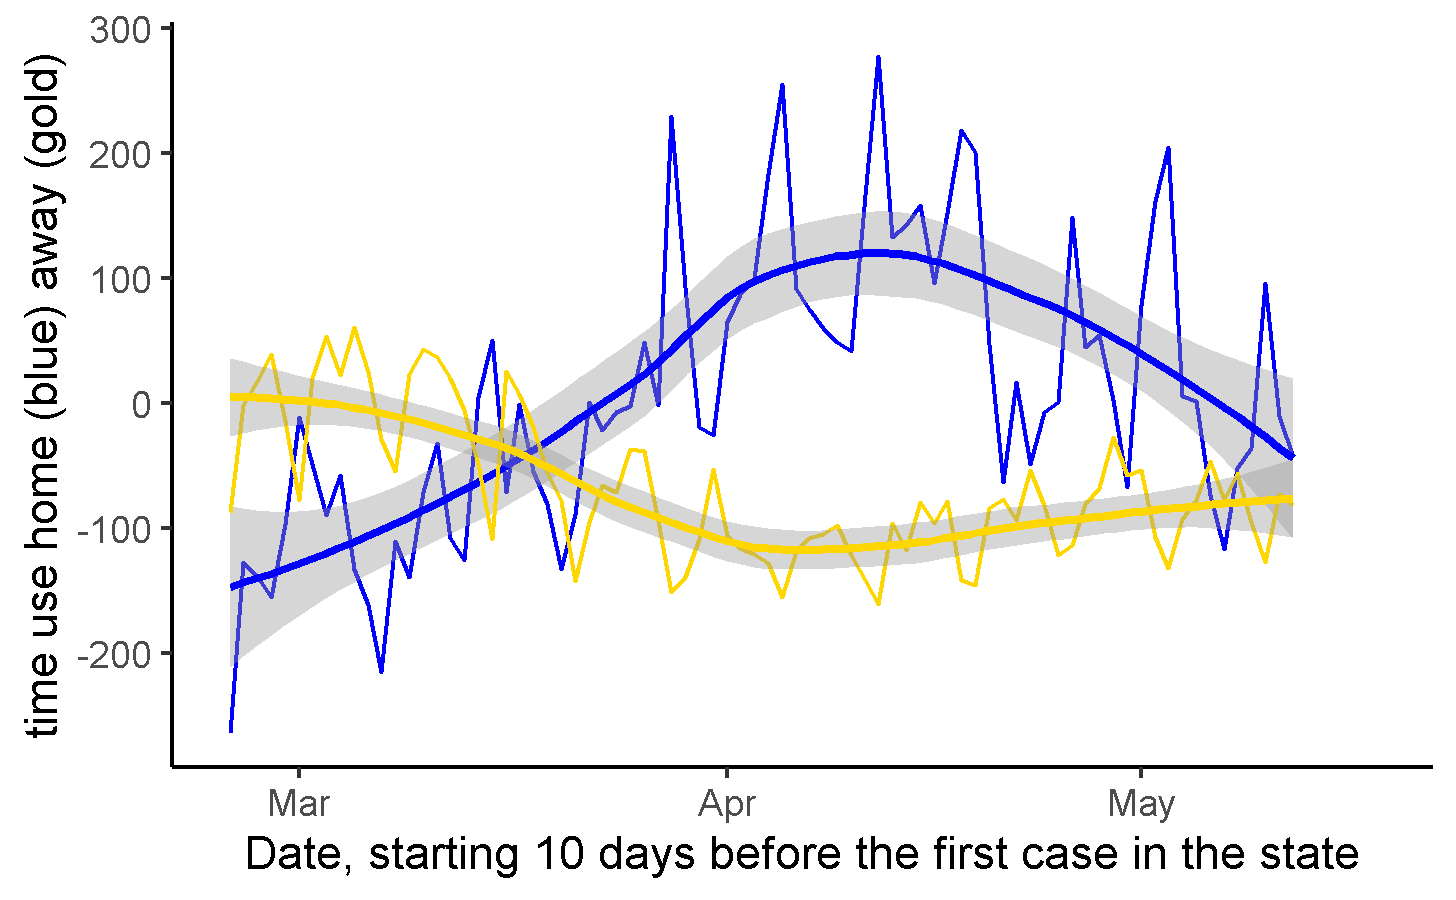 time use home (blue) away (gold)
300
200
100
0
-100
-200
Mar
Apr
May
Date, starting 10 days before the first case in the state